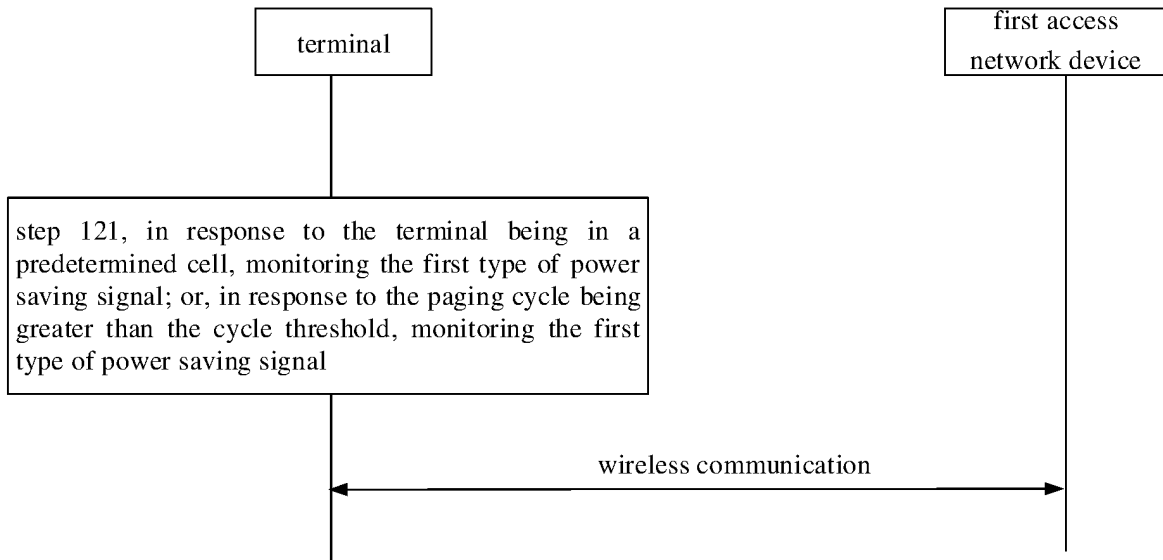 terminal
first access
network device
step 121, in response to the terminal being in a
predetermined cell, monitoring the first type of power
saving signal; or, in response to the paging cycle being
greater than the cycle threshold, monitoring the first
type of power saving signal
wireless communication